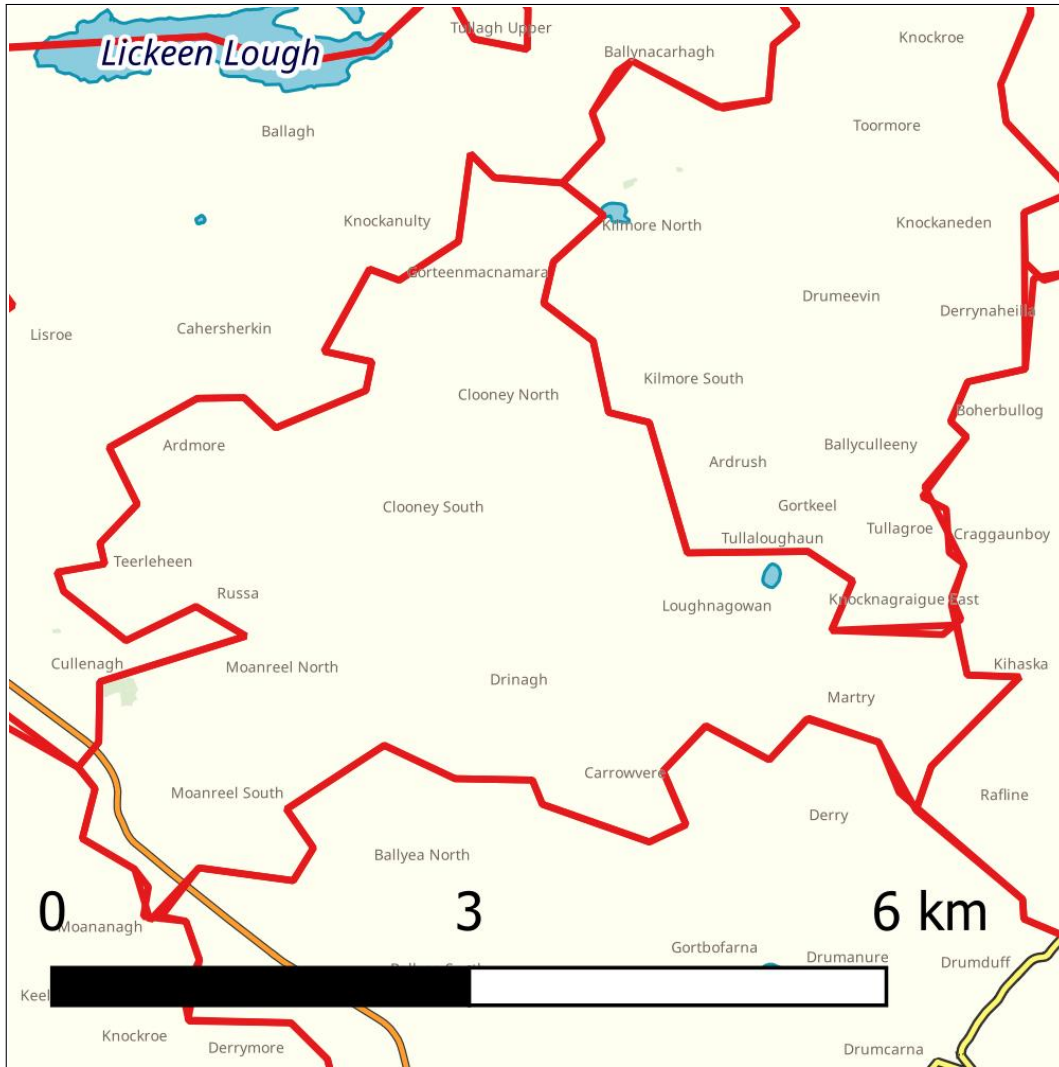 Tullagh Upper
Knockroe
Lickeen Lough
Ballynacarhagh
Ballagh
Toormore
Knockanulty
Kilmore North
Knockaneden
Gorteenmacnamara
Drumeevin
Derrynaheilla
Lisroe
Cahersherkin
Kilmore South
Clooney North
Boherbullog
Ardmore
Ballyculleeny
Ardrush
Clooney South
Gortkeel
Tullagroe
Craggaunboy
Tullaloughaun
Teerleheen
Russa
Loughnagowan
Knocknagraigue East
Cullenagh
Moanreel North
Kihaska
Drinagh
Martry
Carrowvere
Moanreel South
Rafline
Derry
Ballyea North
0 3 6 km
Moananagh
Gortbofarna
Drumanure
Drumduff
Knockroe
Derrymore
Drumcarna